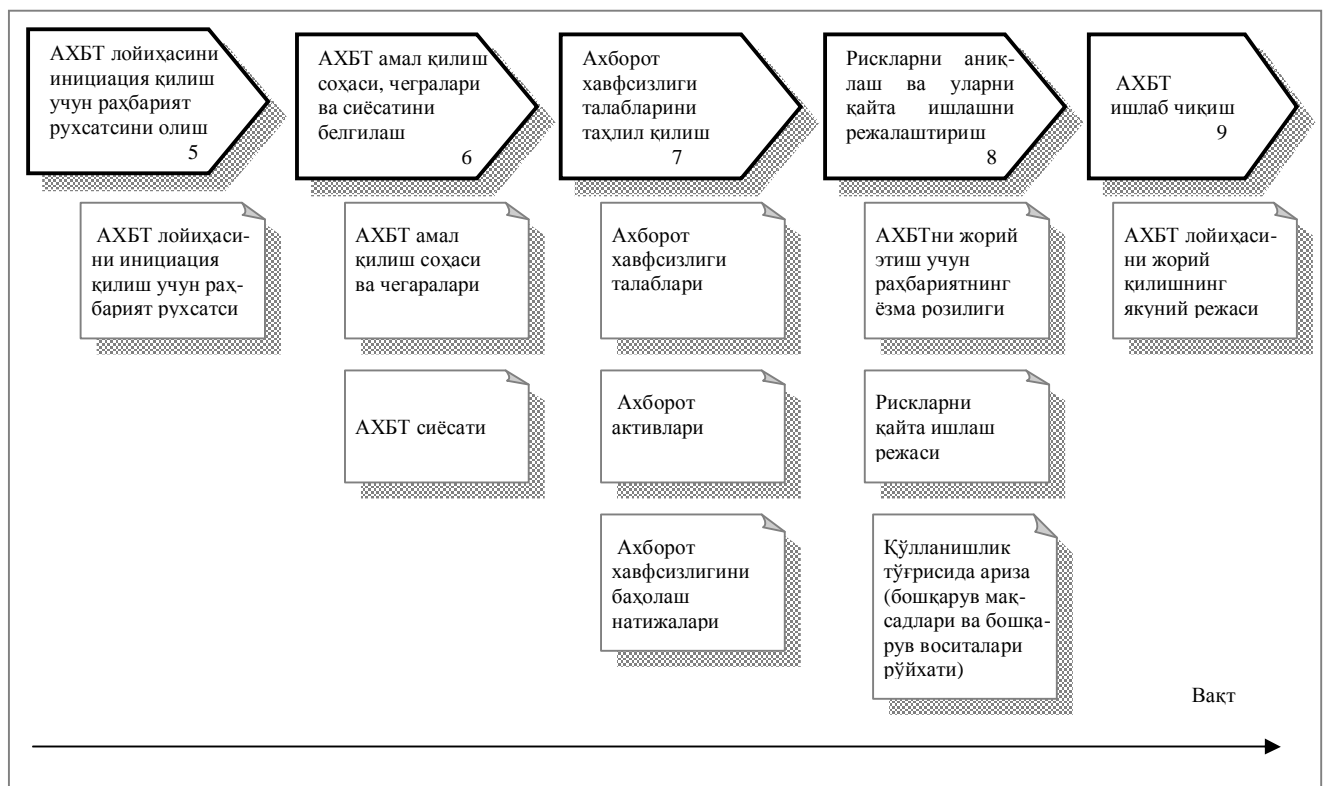 АХБТ лойиҳасини
инициация қилиш
учун раҳбарият
рухсатсини олиш
5
АХБТ амал қилиш
соҳаси, чегралари
ва сиёсатини
белгилаш
6
Ахборот
хавфсизлиги
талабларини
таҳлил қилиш
7
Рискларни аниқ-
лаш ва уларни
қайта ишлашни
режалаштириш
8
АХБТ
ишлаб чиқиш
9
АХБТ лойиҳаси-
ни инициация
қилиш учун раҳ-
барият рухсатси
АХБТ амал
қилиш соҳаси
ва чегаралари
АХБТ сиёсати
Ахборот
хавфсизлиги
талаблари
Ахборот
активлари
Ахборот
хавфсизлигини
баҳолаш
натижалари
АХБТни жорий
этиш учун
раҳбариятнинг
ёзма розилиги
Рискларни
қайта ишлаш
режаси
Қўлланишлик
тўғрисида ариза
(бошқарув мақ-
садлари ва бошқа-
рув воситалари
рўйхати)
АХБТ лойиҳаси-
ни жорий
қилишнинг
якуний режаси
Вақт